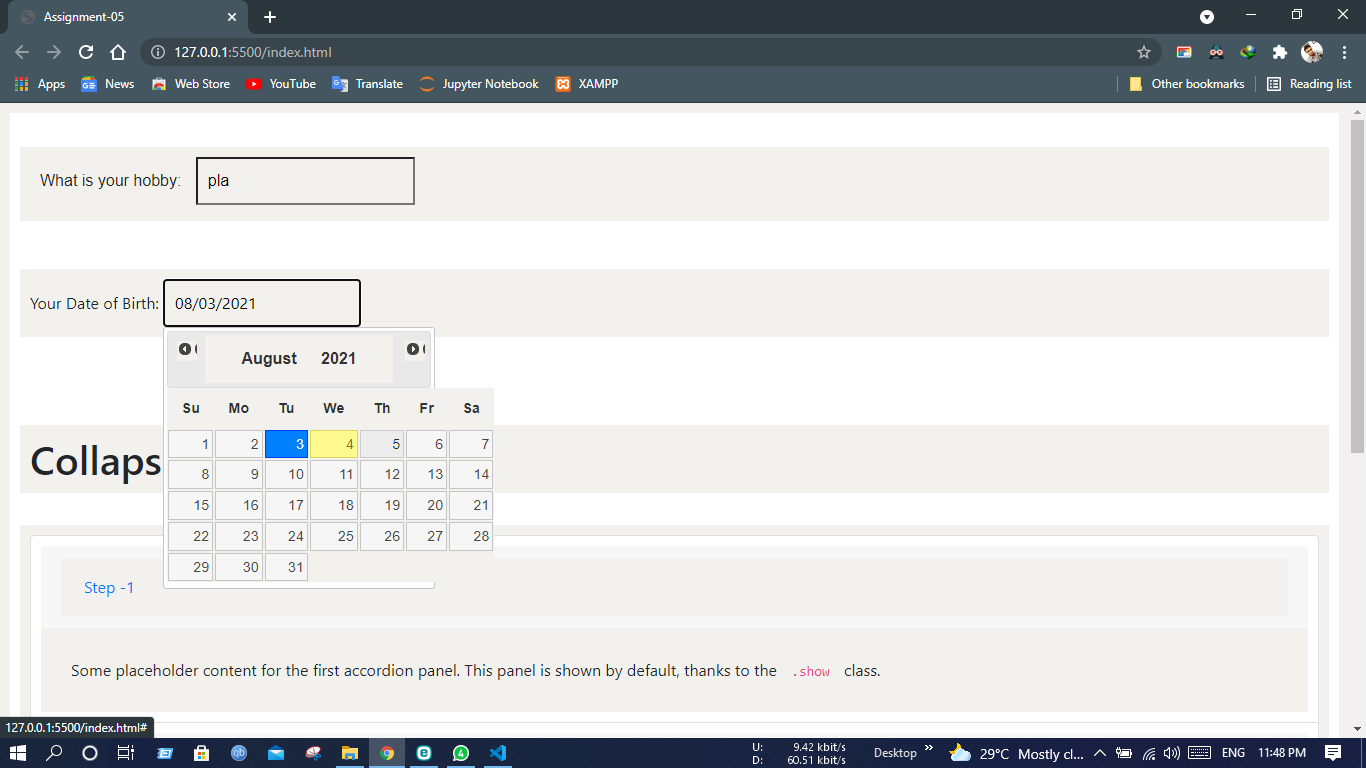 Assignment-05
127.0.0.1:5500/index.html
Apps News Web Store YouTube Translate Jupyter Notebook XAMPP Other bookmarks Reading list
What is your hobby: pla
Your Date of Birth: 08/03/2021
August 2021
Su Mo Tu We Th Fr Sa
1 2 3 4 5 6 7
Collaps
8 9 10 11 12 13 14
15 16 17 18 19 20 21
22 23 24 25 26 27 28
29 30 31
Step -1
Some placeholder content for the first accordion panel. This panel is shown by default, thanks to the .show class.
127.0.0.1:5500/index.html#
U: 9.42 kbit/s
D: 60.51 kbit/s
Desktop » 29°C Mostly cl... ENG 11:48 PM